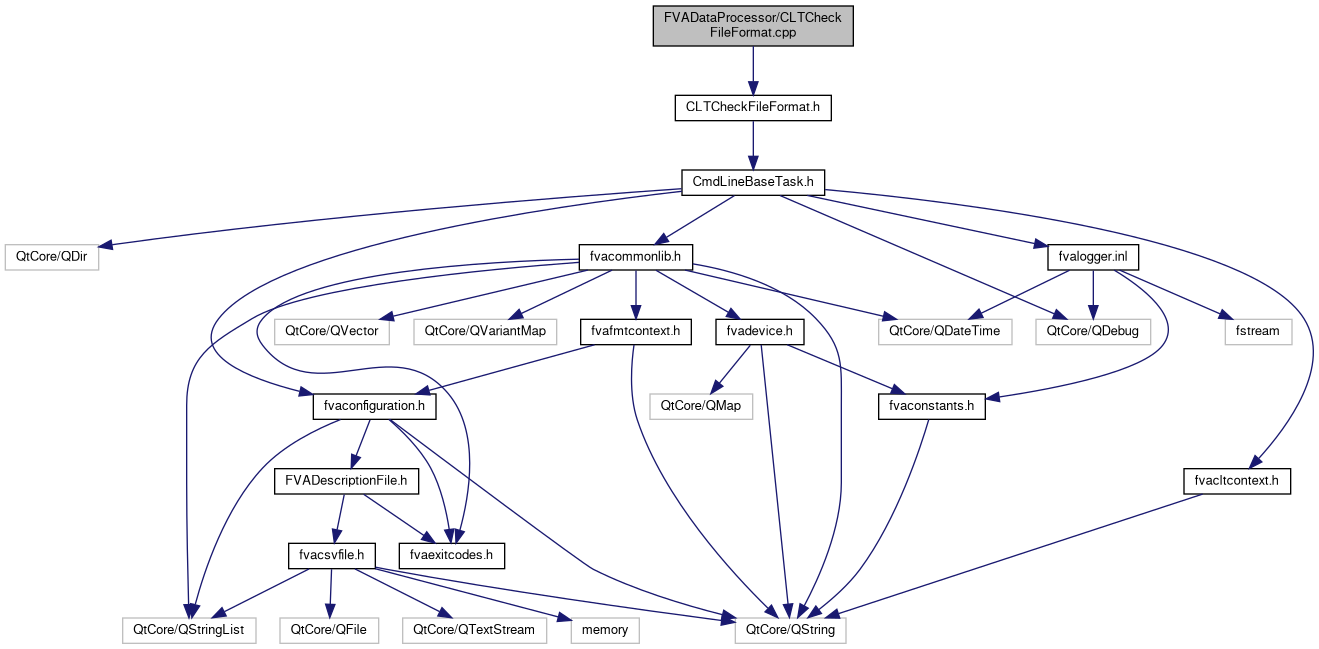 FVADataProcessor/CLTCheck
FileFormat.cpp
CLTCheckFileFormat.h
CmdLineBaseTask.h
QtCore/QDir
fvacommonlib.h
fvalogger.inl
QtCore/QVector
QtCore/QVariantMap
fvafmtcontext.h
fvadevice.h
QtCore/QDateTime
QtCore/QDebug
fstream
fvaconfiguration.h
QtCore/QMap
fvaconstants.h
FVADescriptionFile.h
fvacltcontext.h
fvacsvfile.h
fvaexitcodes.h
QtCore/QStringList
QtCore/QFile
QtCore/QTextStream
memory
QtCore/QString